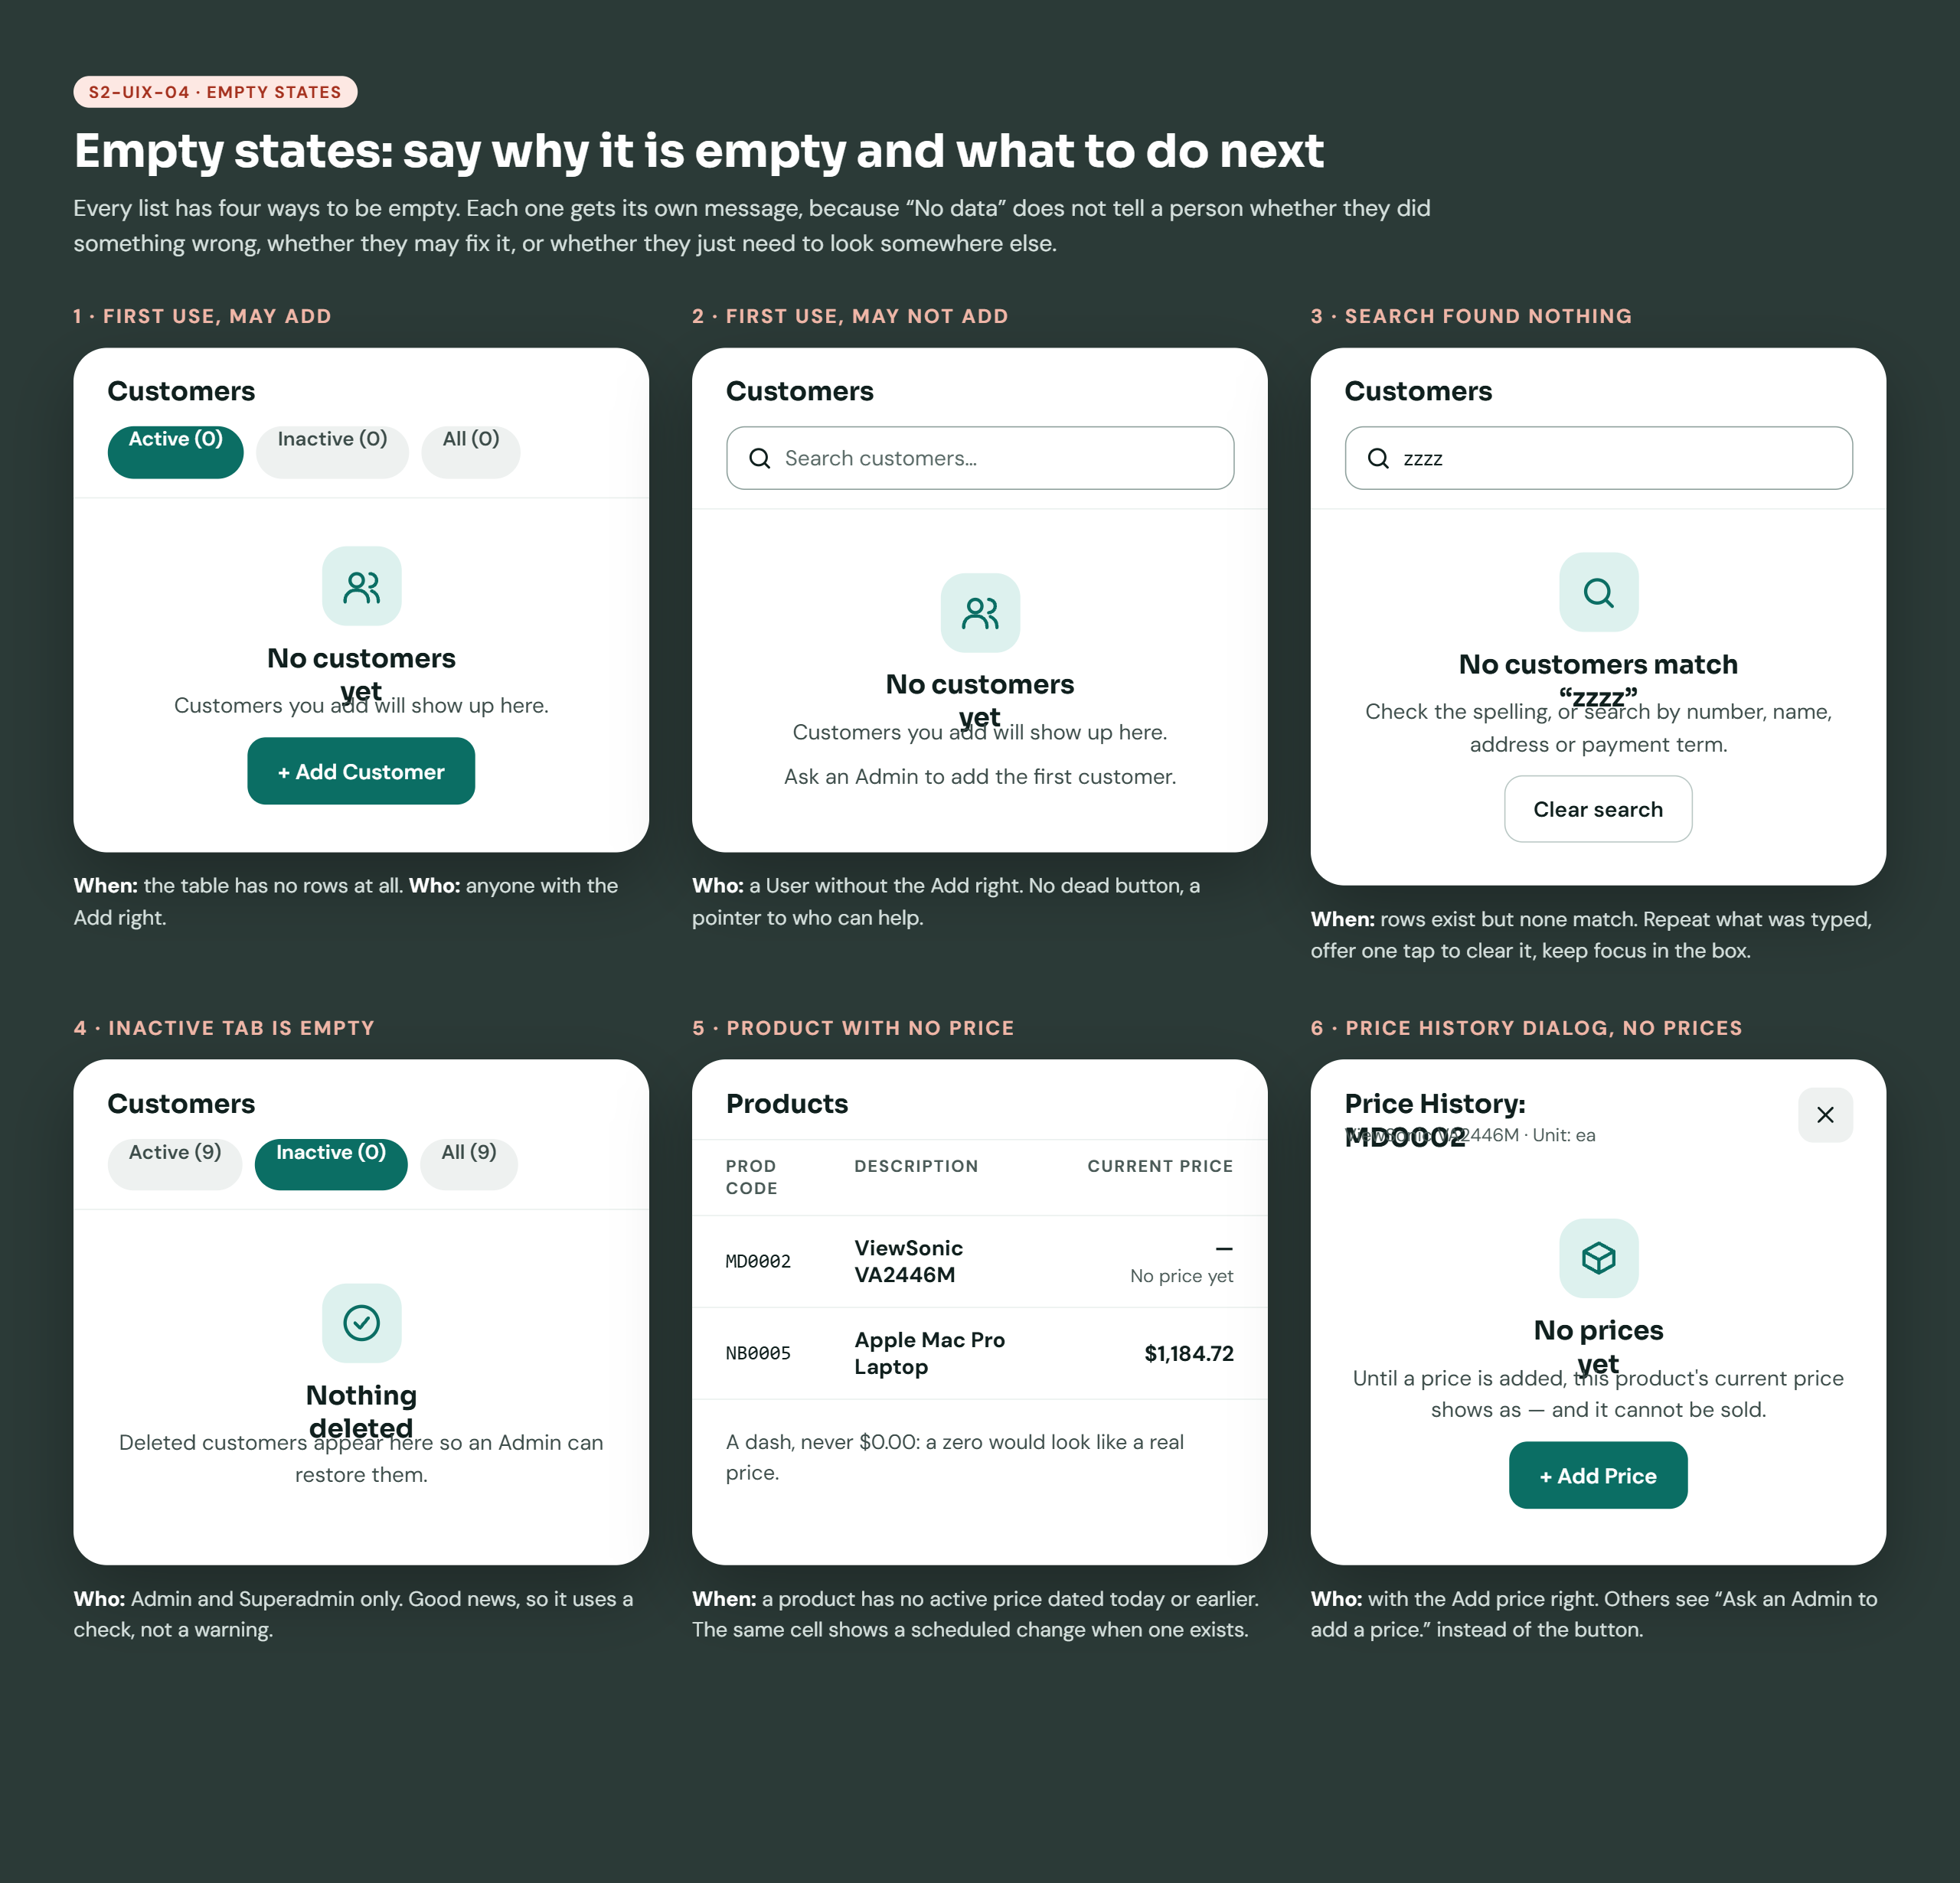 S2-UIX-04 · EMPTY STATES
Empty states: say why it is empty and what to do next
Every list has four ways to be empty. Each one gets its own message, because “No data” does not tell a person whether they did
something wrong, whether they may fix it, or whether they just need to look somewhere else.
1 · FIRST USE, MAY ADD
Customers
Active (0) Inactive (0) All (0)
No customers
yet
Customers you add will show up here.
+ Add Customer
When: the table has no rows at all. Who: anyone with the
Add right.
2 · FIRST USE, MAY NOT ADD
Customers
Search customers...
No customers
yet
Customers you add will show up here.
Ask an Admin to add the first customer.
Who: a User without the Add right. No dead button, a
pointer to who can help.
3 · SEARCH FOUND NOTHING
Customers
zzzz
No customers match
“zzzz”
Check the spelling, or search by number, name,
address or payment term.
Clear search
When: rows exist but none match. Repeat what was typed,
offer one tap to clear it, keep focus in the box.
4 · INACTIVE TAB IS EMPTY
Customers
Active (9) Inactive (0) All (9)
Nothing
deleted
Deleted customers appear here so an Admin can
restore them.
Who: Admin and Superadmin only. Good news, so it uses a
check, not a warning.
5 · PRODUCT WITH NO PRICE
Products
PROD DESCRIPTION CURRENT PRICE
CODE
MD0002 ViewSonic —
VA2446M No price yet
NB0005 Apple Mac Pro $1,184.72
Laptop
A dash, never $0.00: a zero would look like a real
price.
When: a product has no active price dated today or earlier.
The same cell shows a scheduled change when one exists.
6 · PRICE HISTORY DIALOG, NO PRICES
Price History:
MD0002
ViewSonic VA2446M · Unit: ea
No prices
yet
Until a price is added, this product's current price
shows as — and it cannot be sold.
+ Add Price
Who: with the Add price right. Others see “Ask an Admin to
add a price.” instead of the button.